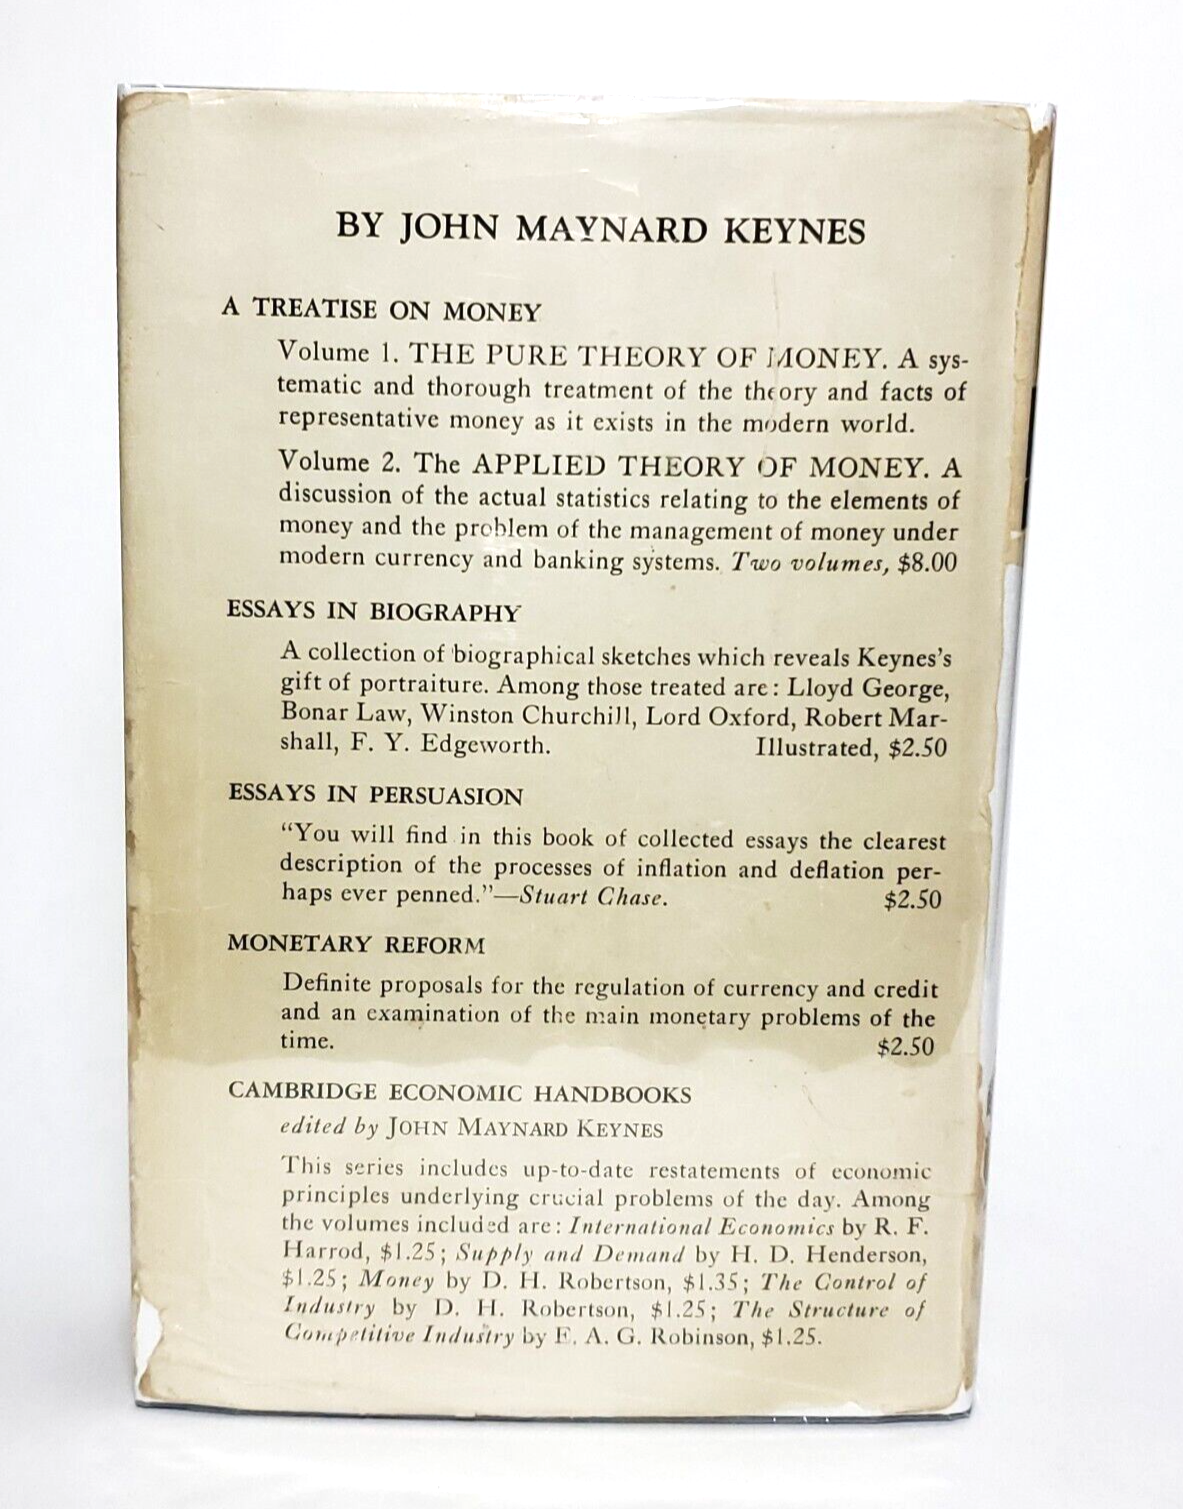 BY JOHN MAYNARD KEYNES
A TREATISE ON MONEY
Volume 1. THE PURE THEORY OF MONEY. A sys-
tematic and thorough treatment of the theory and facts of
representative money as it exists in the modern world.
Volume 2. The APPLIED THEORY OF MONEY. A
discussion of the actual statistics relating to the elements of
money and the problem of the management of money under
modern currency and banking systems. Two volumes, $8.00
ESSAYS IN BIOGRAPHY
A collection of biographical sketches which reveals Keynes's
gift of portraiture. Among those treated are: Lloyd George,
Bonar Law, Winston Churchill, Lord Oxford, Robert Mar-
shall, F. Y. Edgeworth. Illustrated, $2.50
ESSAYS IN PERSUASION
"You will find in this book of collected essays the clearest
description of the processes of inflation and deflation per-
haps ever penned."—Stuart Chase. $2.50
MONETARY REFORM
Definite proposals for the regulation of currency and credit
and an examination of the main monetary problems of the
time. $2.50
CAMBRIDGE ECONOMIC HANDBOOKS
edited by JOHN MAYNARD KEYNES
This series includes up-to-date restatements of economic
principles underlying crucial problems of the day. Among
the volumes included are: International Economics by R. F.
Harrod, $1.25; Supply and Demand by H. D. Henderson,
$1.25; Money by D. H. Robertson, $1.35; The Control of
Industry by D. H. Robertson, $1.25; The Structure of
Competitive Industry by E. A. G. Robinson, $1.25.